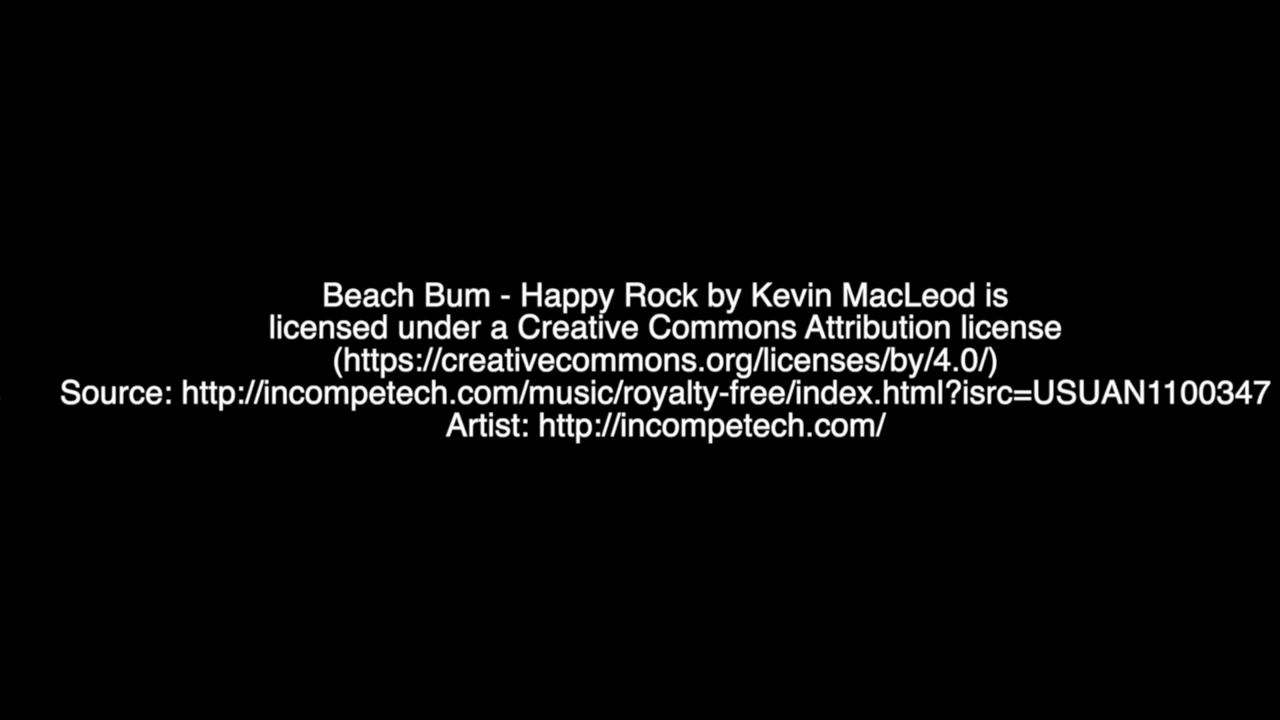 Beach Bum - Happy Rock by Kevin MacLeod is
licensed under a Creative Commons Attribution license
(https://creativecommons.org/licenses/by/4.0/)
Source: http://incompetech.com/music/royalty-free/index.html?isrc=USUAN1100347
Artist: http://incompetech.com/